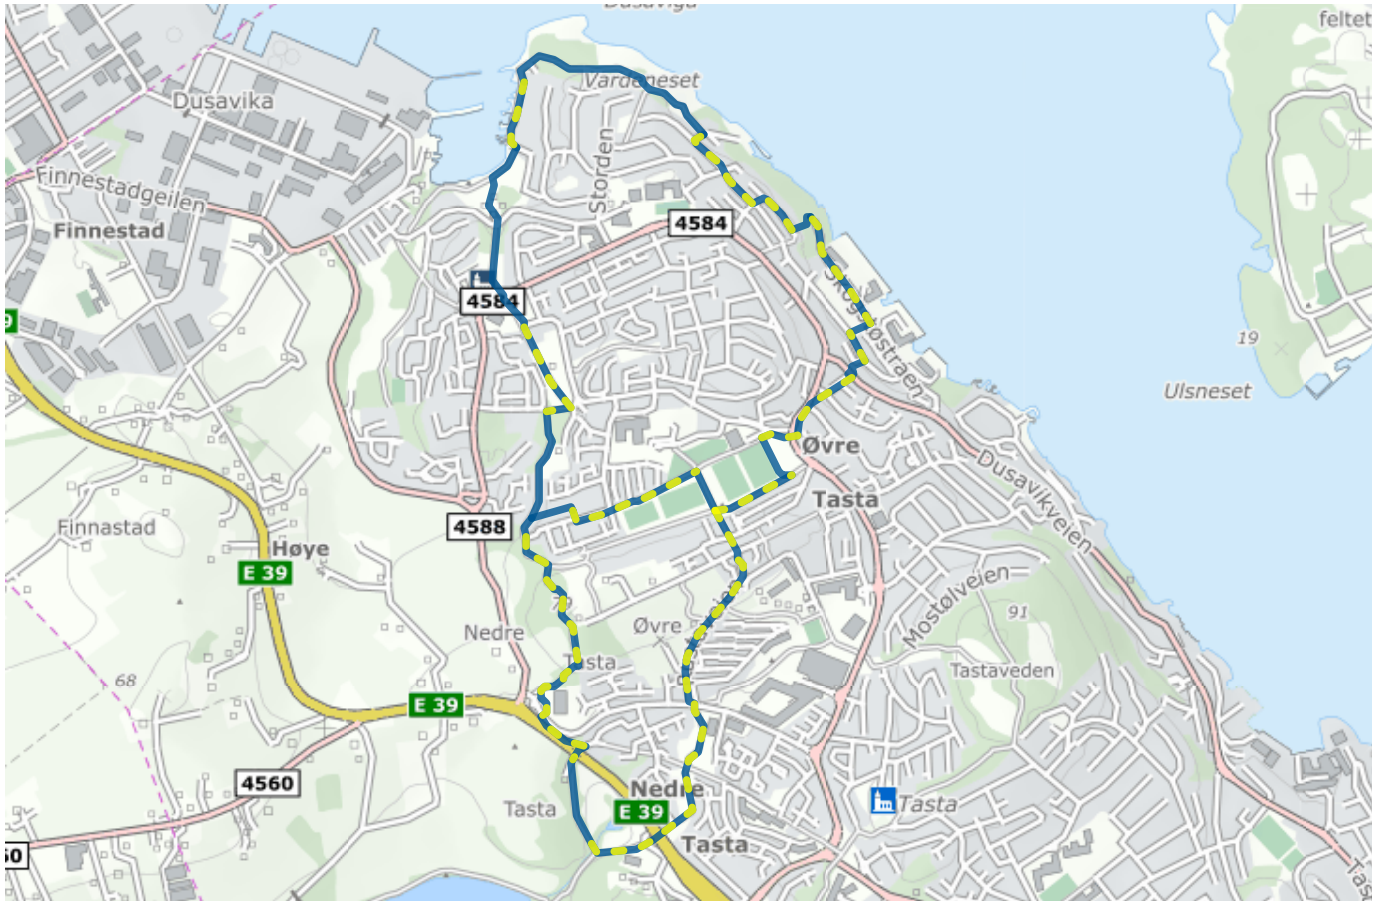 Dusaviga
feltet
Vardeneset
Dusavika
Storden
Finnestadgeilen
4584
Finnestad
4584
19
Ulsneset
Øvre
Dusavikveien
Tasta
4588
Finnastad
Høye
E 39
Mostølveien
91
Øvre
Nedre
Tasta
Tastaveden
68
E 39
4560
Nedre
Tasta
E 39
Tasta
Tasta